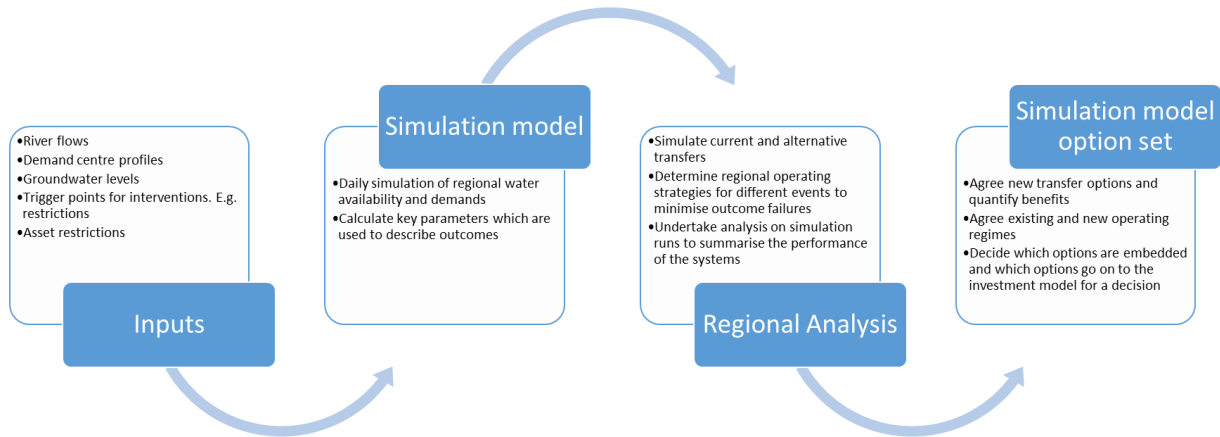 •River flows
•Demand centre profiles
•Groundwater levels
•Trigger points for interventions. E.g.
restrictions
•Asset restrictions
Inputs
Simulation model
•Daily simulation of regional water
availability and demands
•Calculate key parameters which are
used to describe outcomes
•Simulate current and alternative
transfers
•Determine regional operating
strategies for different events to
minimise outcome failures
•Undertake analysis on simulation
runs to summarise the performance
of the systems
Regional Analysis
Simulation model
option set
•Agree new transfer options and
quantify benefits
•Agree existing and new operating
regimes
•Decide which options are embedded
and which options go on to the
investment model for a decision